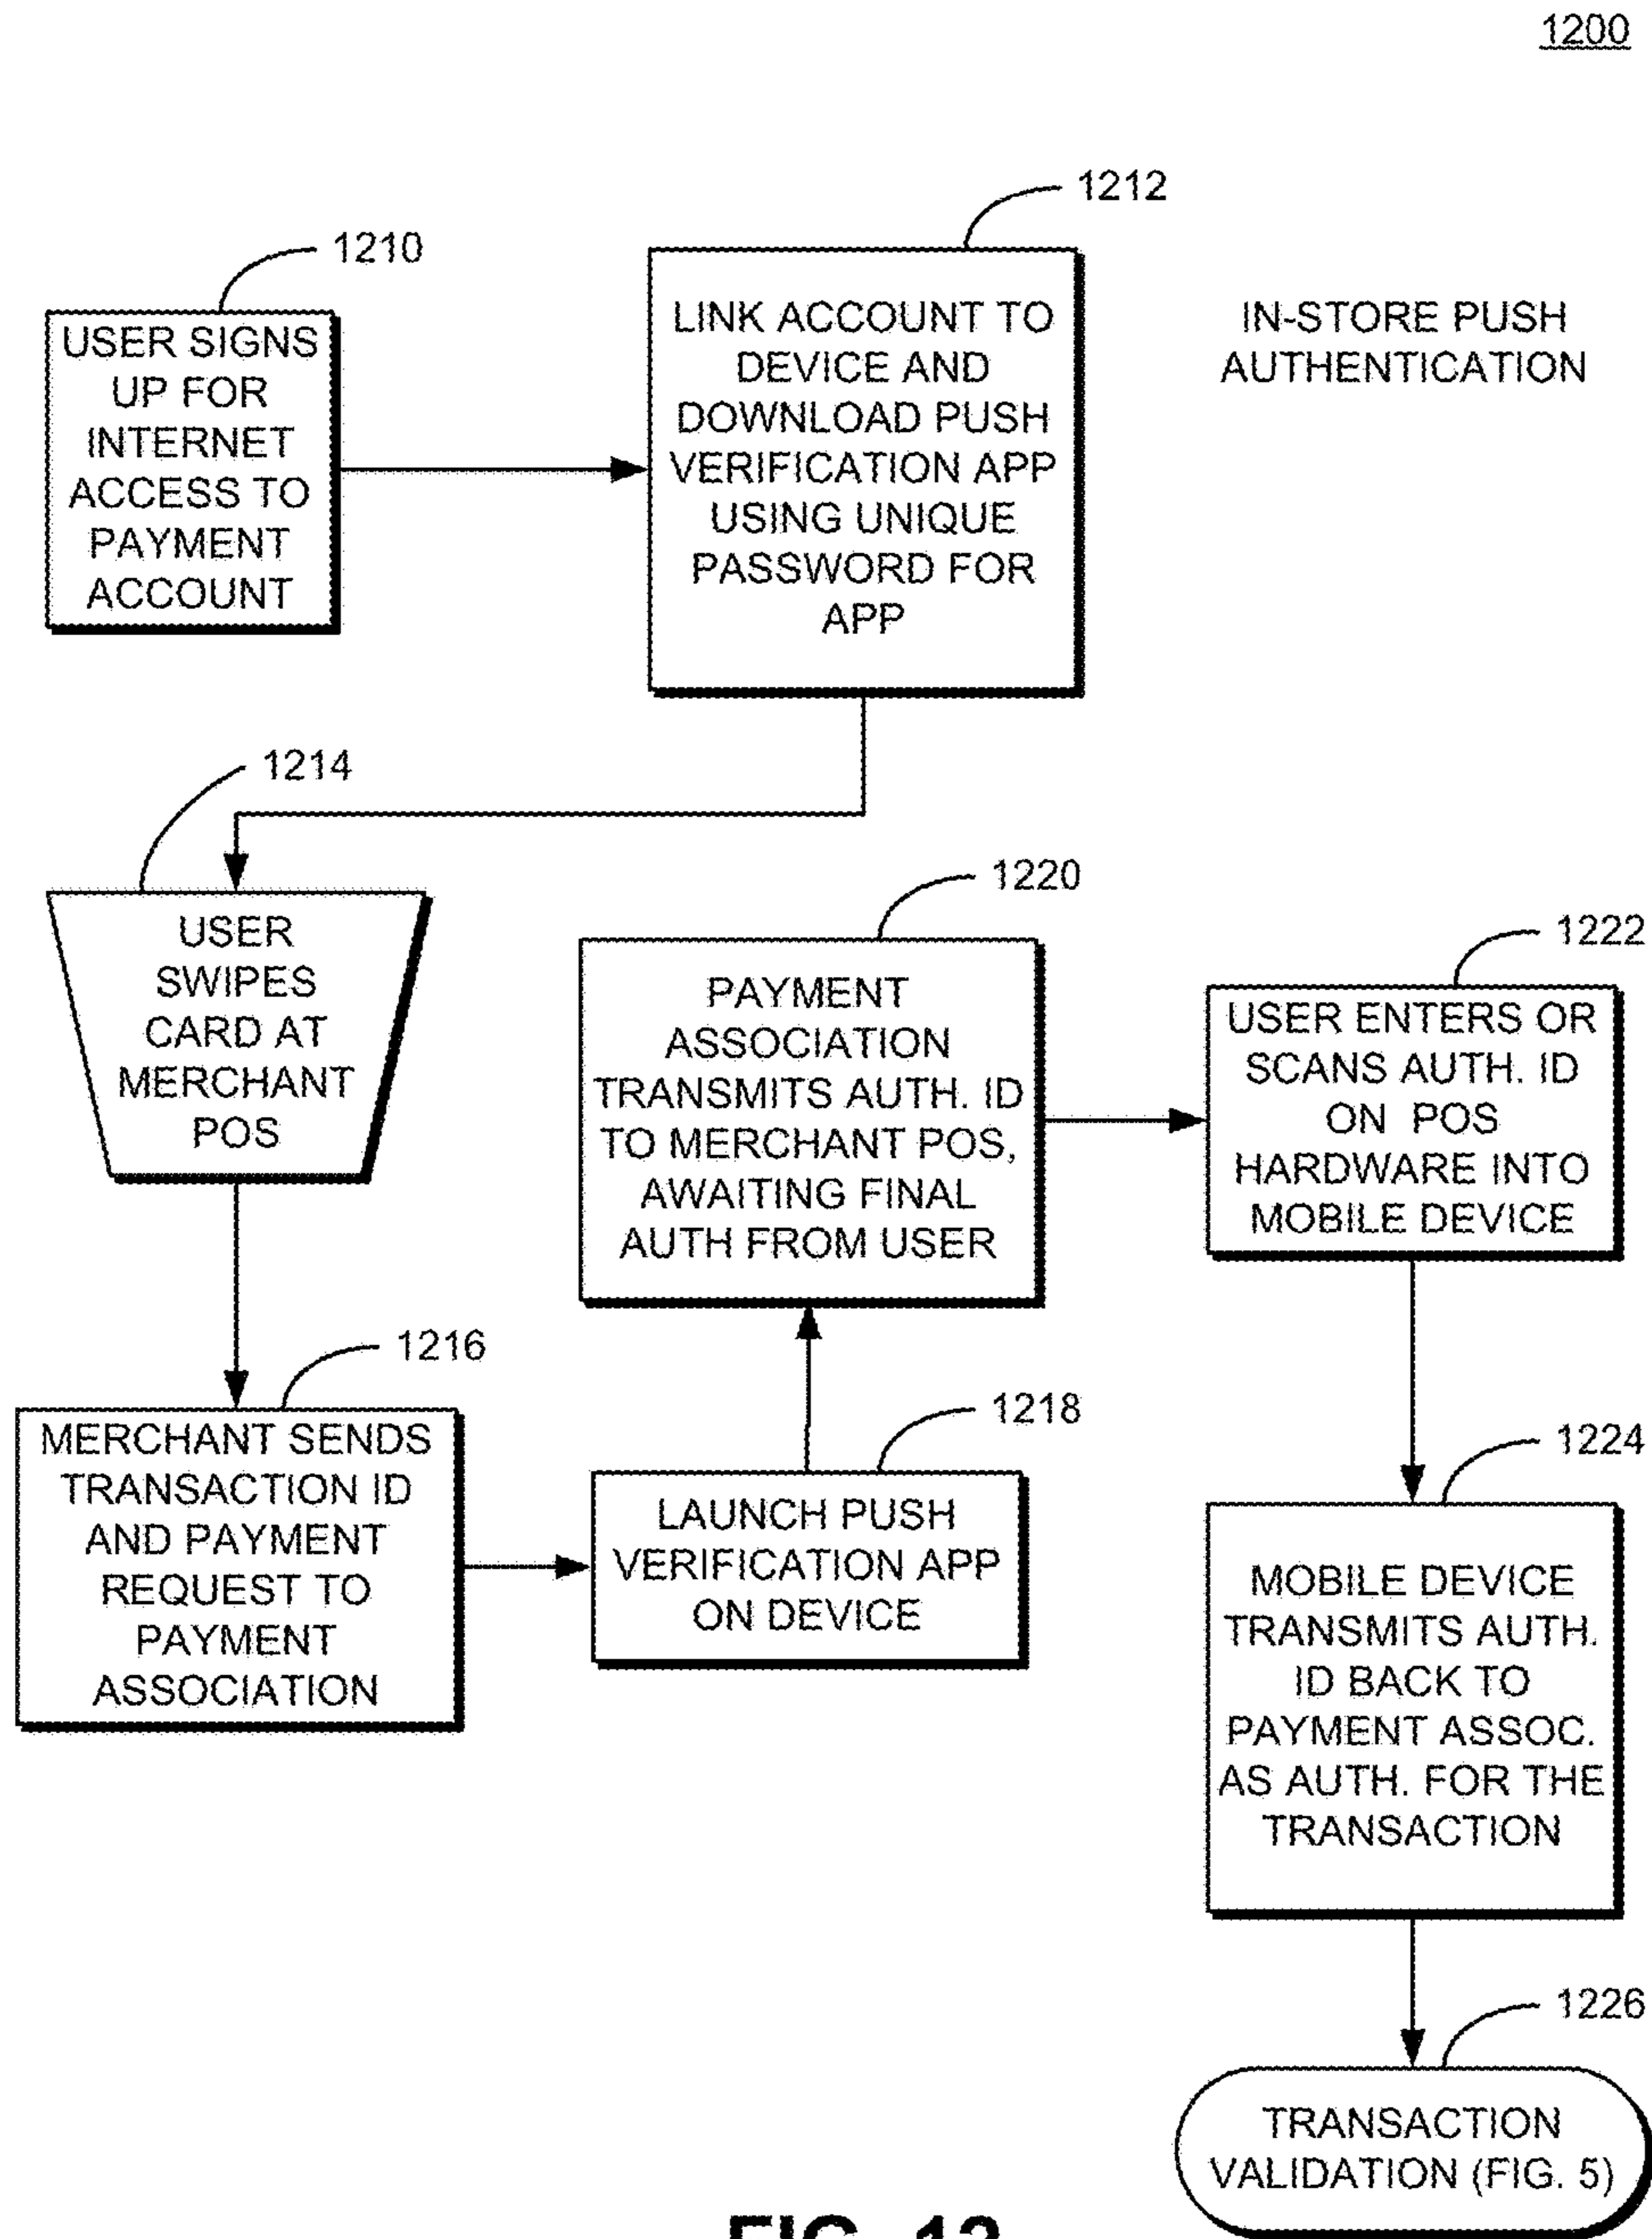 1200
1210
USER SIGNS
UP FOR
INTERNET
ACCESS TO
PAYMENT
ACCOUNT
1212
LINK ACCOUNT TO
DEVICE AND
DOWNLOAD PUSH
VERIFICATION APP
USING UNIQUE
PASSWORD FOR
APP
IN-STORE PUSH
AUTHENTICATION
1214
USER
SWIPES
CARD AT
MERCHANT
POS
1216
MERCHANT SENDS
TRANSACTION ID
AND PAYMENT
REQUEST TO
PAYMENT
ASSOCIATION
1218
LAUNCH PUSH
VERIFICATION APP
ON DEVICE
1220
PAYMENT
ASSOCIATION
TRANSMITS AUTH. ID
TO MERCHANT POS,
AWAITING FINAL
AUTH FROM USER
1222
USER ENTERS OR
SCANS AUTH. ID
ON POS
HARDWARE INTO
MOBILE DEVICE
1224
MOBILE DEVICE
TRANSMITS AUTH.
ID BACK TO
PAYMENT ASSOC.
AS AUTH. FOR THE
TRANSACTION
1226
TRANSACTION
VALIDATION (FIG. 5)
FIG. 12